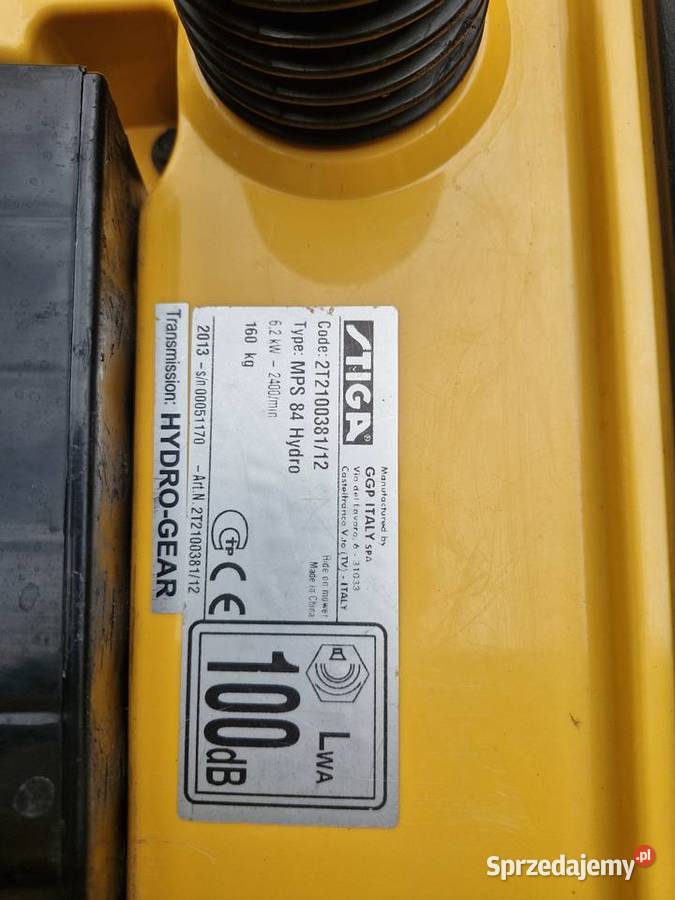 STIGA®
Manufactured by
GGP ITALY SPA
Via del Lavoro, 6 - 31033
Castelfranco V.to (TV) - ITALY
Code: 2T2100381/12
Type: MPS 84 Hydro
6.2 kW - 2400/min
160 kg
Ride on mower
Made in China
2013 - s/n 00051170 - Art.N. 2T2100381/12
CE
Transmission: HYDRO-GEAR
LWA
100dB
Sprzedajemy.pl